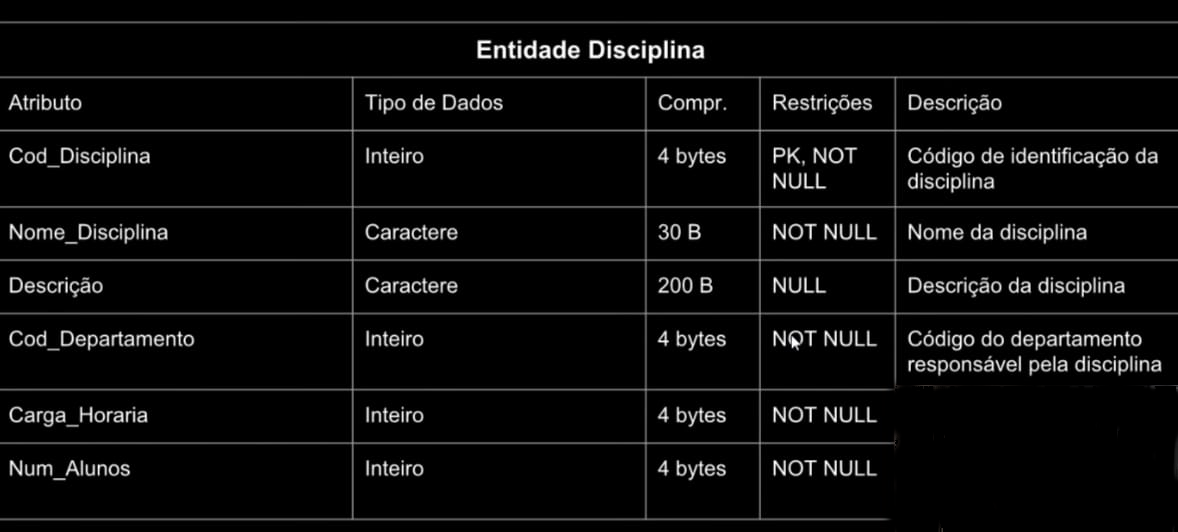 Entidade Disciplina
Atributo Tipo de Dados Compr. Restrições Descrição
Cod_Disciplina Inteiro 4 bytes PK, NOT NULL Código de identificação da disciplina
Nome_Disciplina Caractere 30 B NOT NULL Nome da disciplina
Descrição Caractere 200 B NULL Descrição da disciplina
Cod_Departamento Inteiro 4 bytes NOT NULL Código do departamento responsável pela disciplina
Carga_Horaria Inteiro 4 bytes NOT NULL
Num_Alunos Inteiro 4 bytes NOT NULL